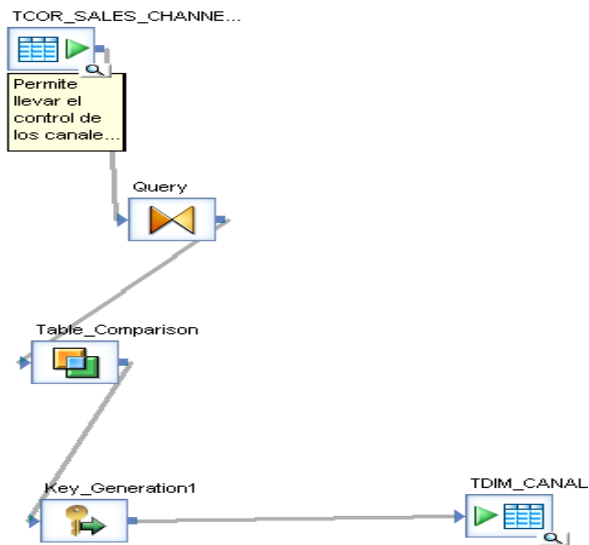 TCOR_SALES_CHANNE...
Permite
llevar el
control de
los canale...
Query
Table_Comparison
Key_Generation1
TDIM_CANAL